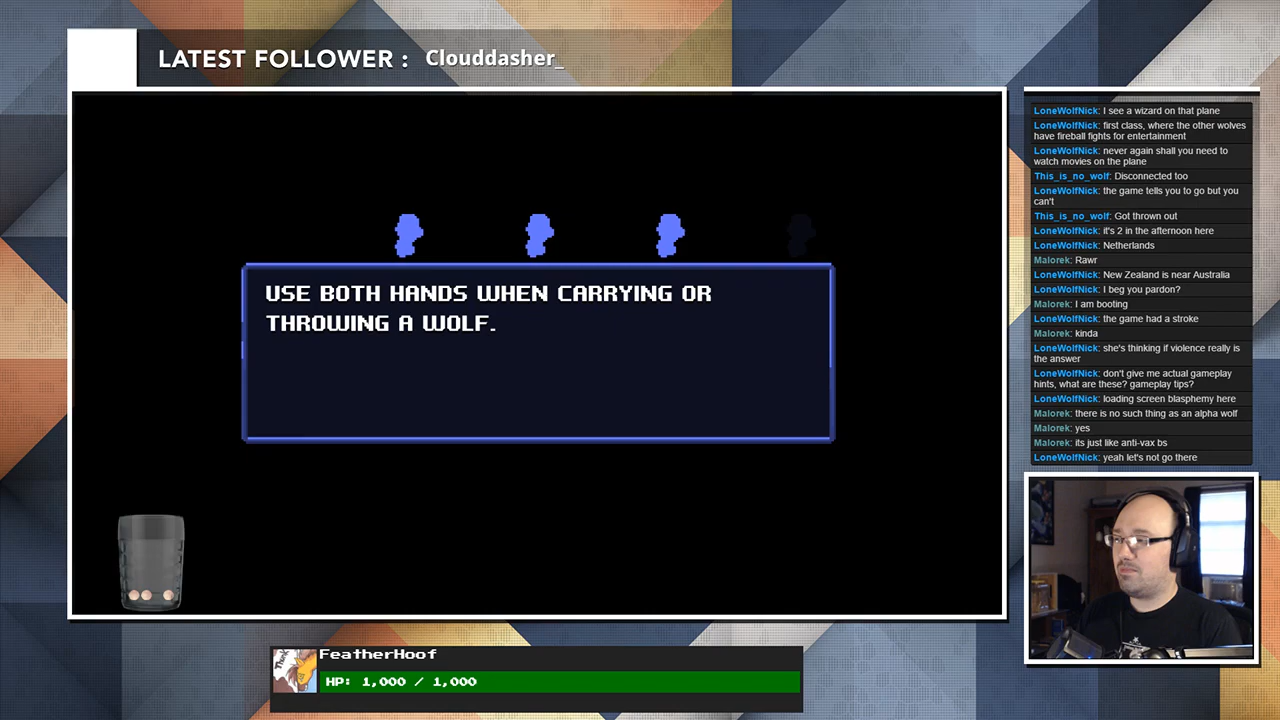 LATEST FOLLOWER : Clouddasher_
USE BOTH HANDS WHEN CARRYING OR
THROWING A WOLF.
LoneWolfNick: I see a wizard on that plane
LoneWolfNick: first class, where the other wolves
have fireball fights for entertainment
LoneWolfNick: never again shall you need to
watch movies on the plane
This_is_no_wolf: Disconnected too
LoneWolfNick: the game tells you to go but you
can't
This_is_no_wolf: Got thrown out
LoneWolfNick: it's 2 in the afternoon here
LoneWolfNick: Netherlands
Malorek: Rawr
LoneWolfNick: New Zealand is near Australia
LoneWolfNick: I beg you pardon?
Malorek: I am booting
LoneWolfNick: the game had a stroke
Malorek: kinda
LoneWolfNick: she's thinking if violence really is
the answer
LoneWolfNick: don't give me actual gameplay
hints, what are these? gameplay tips?
LoneWolfNick: loading screen blasphemy here
Malorek: there is no such thing as an alpha wolf
Malorek: yes
Malorek: its just like anti-vax bs
LoneWolfNick: yeah let's not go there
FeatherHoof
HP: 1,000 / 1,000